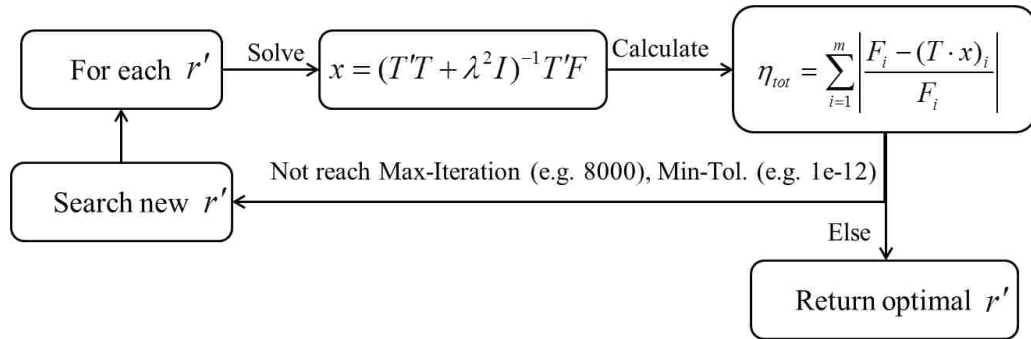 For each r′
Solve
x = (T′T + λ²I)⁻¹T′F
Calculate
η_tot = ∑_{i=1}^{m} |(F_i − (T · x)_i) / F_i|
Not reach Max-Iteration (e.g. 8000), Min-Tol. (e.g. 1e-12)
Search new r′
Else
Return optimal r′